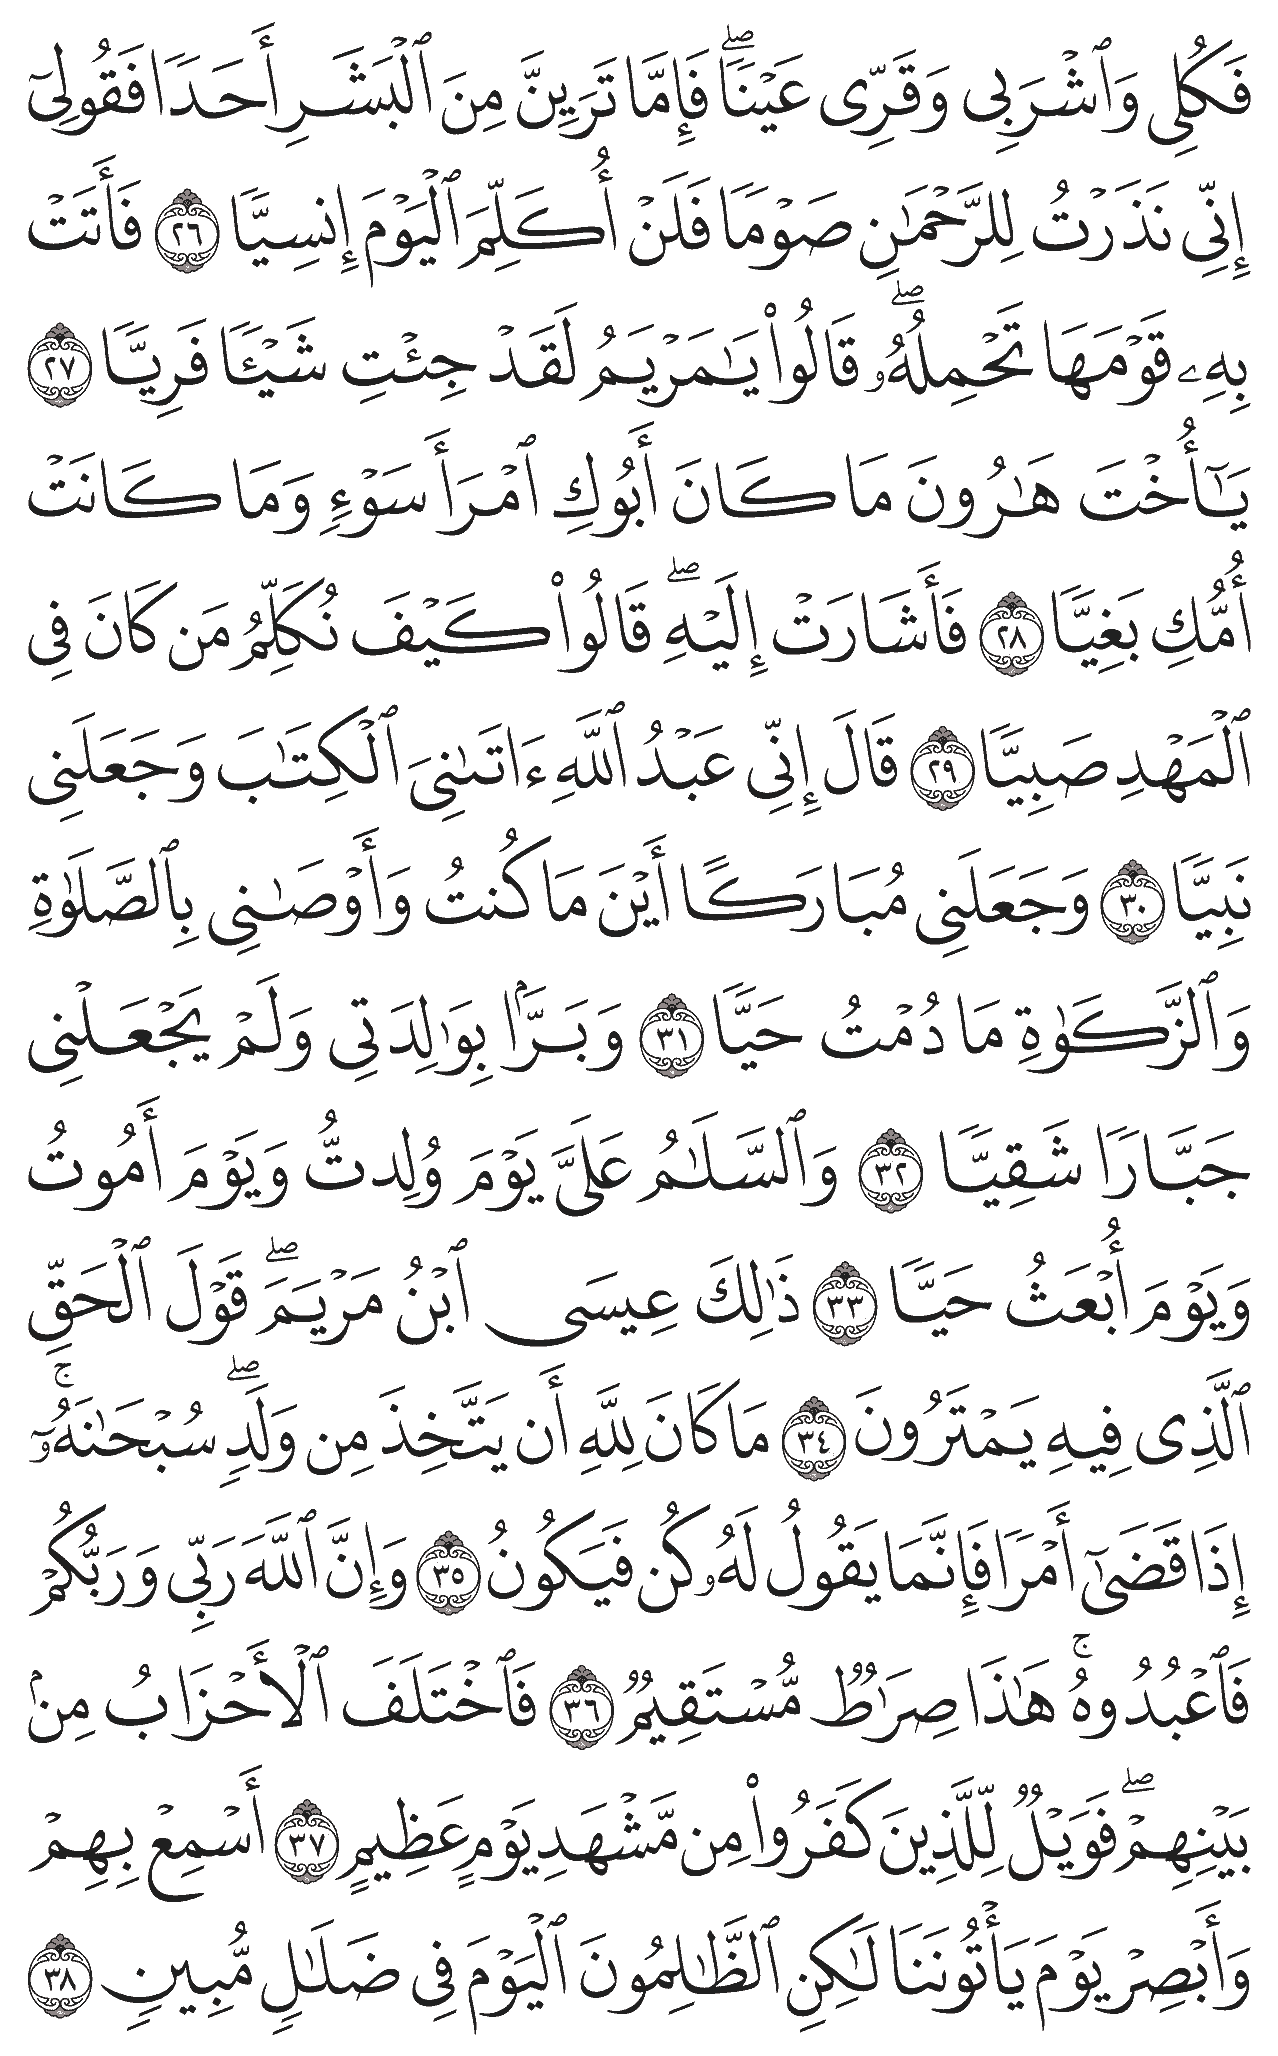 فَكُلِى وَٱشْرَبِى وَقَرِّى عَيْنًا ۖ فَإِمَّا تَرَيِنَّ مِنَ ٱلْبَشَرِ أَحَدًا فَقُولِىٓ
إِنِّى نَذَرْتُ لِلرَّحْمَـٰنِ صَوْمًا فَلَنْ أُكَلِّمَ ٱلْيَوْمَ إِنسِيًّا ٢٦ فَأَتَتْ
بِهِۦ قَوْمَهَا تَحْمِلُهُۥ ۖ قَالُوا۟ يَـٰمَرْيَمُ لَقَدْ جِئْتِ شَيْـًٔا فَرِيًّا ٢٧
يَـٰٓأُخْتَ هَـٰرُونَ مَا كَانَ أَبُوكِ ٱمْرَأَ سَوْءٍ وَمَا كَانَتْ
أُمُّكِ بَغِيًّا ٢٨ فَأَشَارَتْ إِلَيْهِ ۖ قَالُوا۟ كَيْفَ نُكَلِّمُ مَن كَانَ فِى
ٱلْمَهْدِ صَبِيًّا ٢٩ قَالَ إِنِّى عَبْدُ ٱللَّهِ ءَاتَىٰنِىَ ٱلْكِتَـٰبَ وَجَعَلَنِى
نَبِيًّا ٣٠ وَجَعَلَنِى مُبَارَكًا أَيْنَ مَا كُنتُ وَأَوْصَـٰنِى بِٱلصَّلَوٰةِ
وَٱلزَّكَوٰةِ مَا دُمْتُ حَيًّا ٣١ وَبَرًّۢا بِوَٰلِدَتِى وَلَمْ يَجْعَلْنِى
جَبَّارًا شَقِيًّا ٣٢ وَٱلسَّلَـٰمُ عَلَىَّ يَوْمَ وُلِدتُّ وَيَوْمَ أَمُوتُ
وَيَوْمَ أُبْعَثُ حَيًّا ٣٣ ذَٰلِكَ عِيسَى ٱبْنُ مَرْيَمَ ۖ قَوْلَ ٱلْحَقِّ
ٱلَّذِى فِيهِ يَمْتَرُونَ ٣٤ مَا كَانَ لِلَّهِ أَن يَتَّخِذَ مِن وَلَدٍ ۖ سُبْحَـٰنَهُۥٓ ۚ
إِذَا قَضَىٰٓ أَمْرًا فَإِنَّمَا يَقُولُ لَهُۥ كُن فَيَكُونُ ٣٥ وَإِنَّ ٱللَّهَ رَبِّى وَرَبُّكُمْ
فَٱعْبُدُوهُ ۚ هَـٰذَا صِرَٰطٌ مُّسْتَقِيمٌ ٣٦ فَٱخْتَلَفَ ٱلْأَحْزَابُ مِنۢ
بَيْنِهِمْ ۖ فَوَيْلٌ لِّلَّذِينَ كَفَرُوا۟ مِن مَّشْهَدِ يَوْمٍ عَظِيمٍ ٣٧ أَسْمِعْ بِهِمْ
وَأَبْصِرْ يَوْمَ يَأْتُونَنَا لَـٰكِنِ ٱلظَّـٰلِمُونَ ٱلْيَوْمَ فِى ضَلَـٰلٍ مُّبِينٍ ٣٨